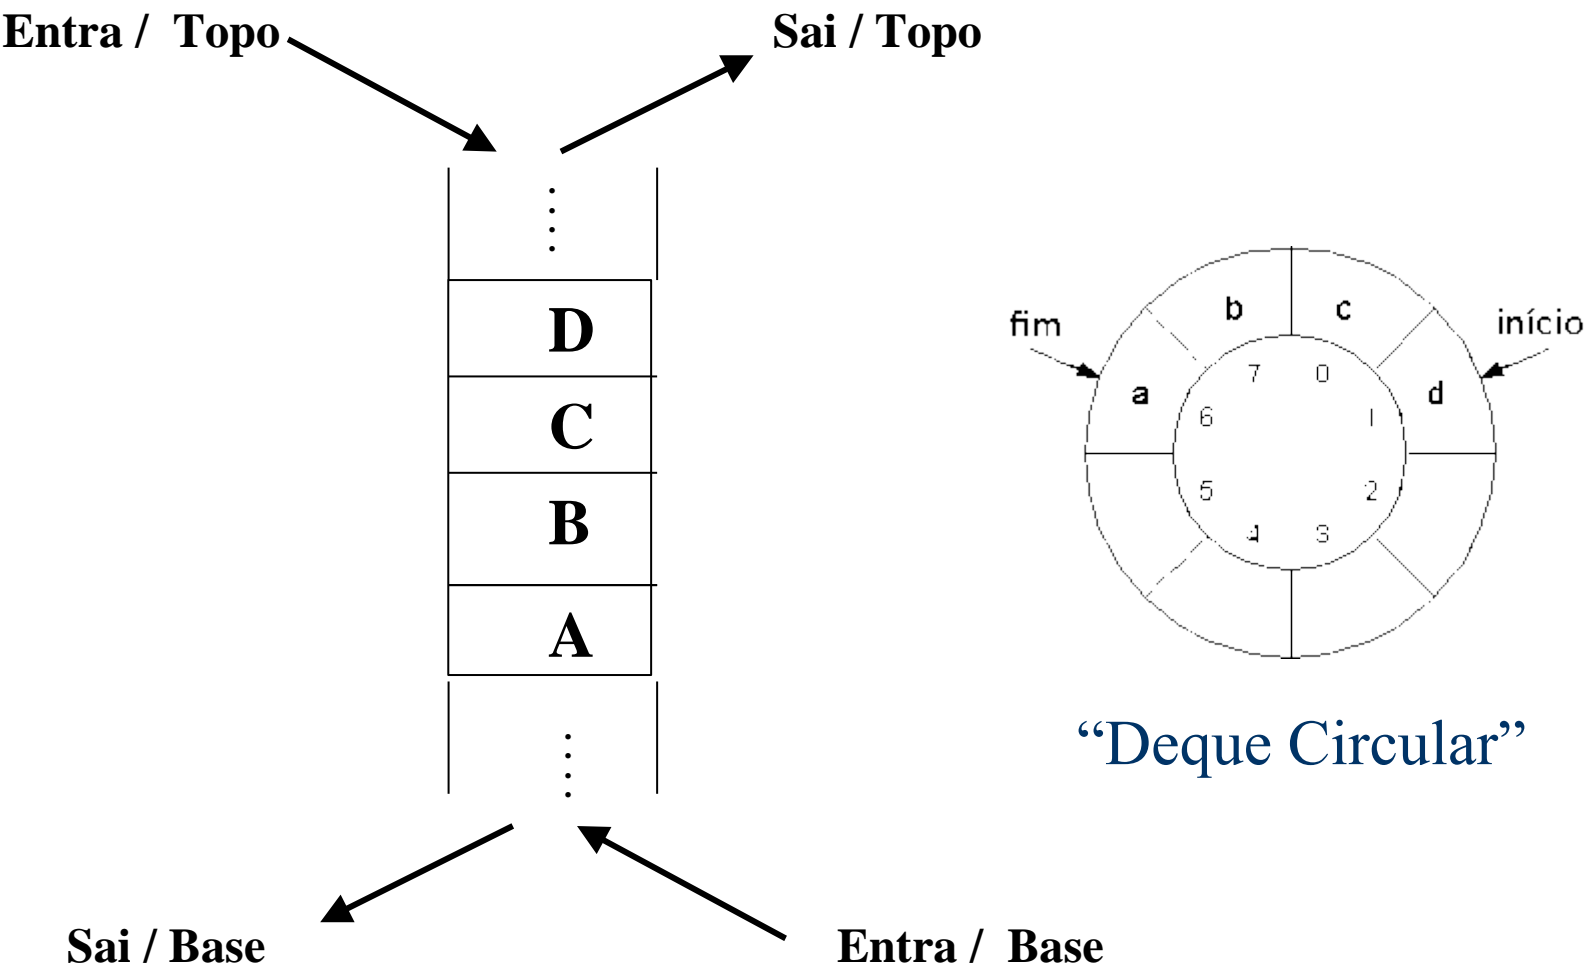 Entra / Topo
Sai / Topo
D
C
B
A
Sai / Base
Entra / Base
fim
início
b
c
a
d
7
0
6
1
5
2
4
3
“Deque Circular”